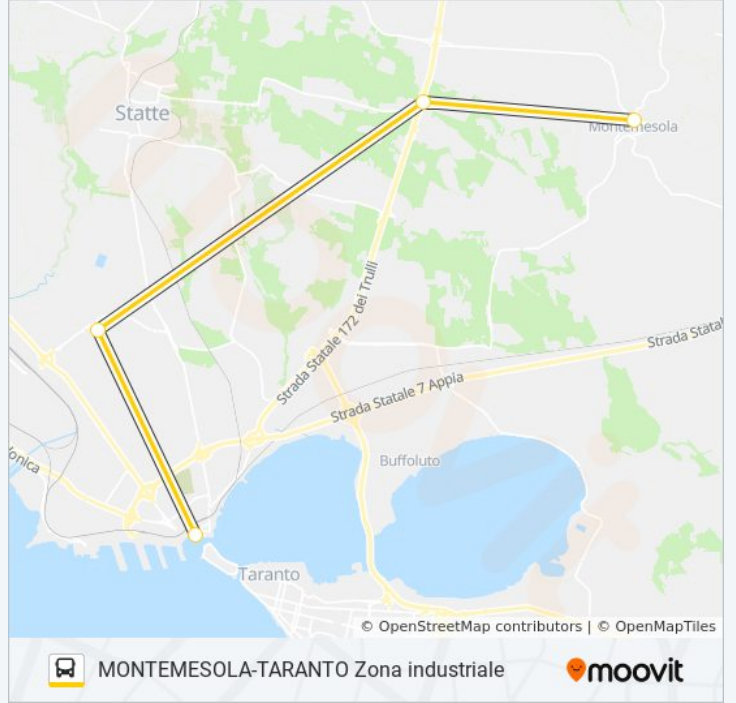 Statte
Montemesola
Strada Statale 172 dei Trulli
Strada Statal
Strada Statale 7 Appia
onica
Buffoluto
Taranto
© OpenStreetMap contributors | © OpenMapTiles
MONTEMESOLA-TARANTO Zona industriale
moovit